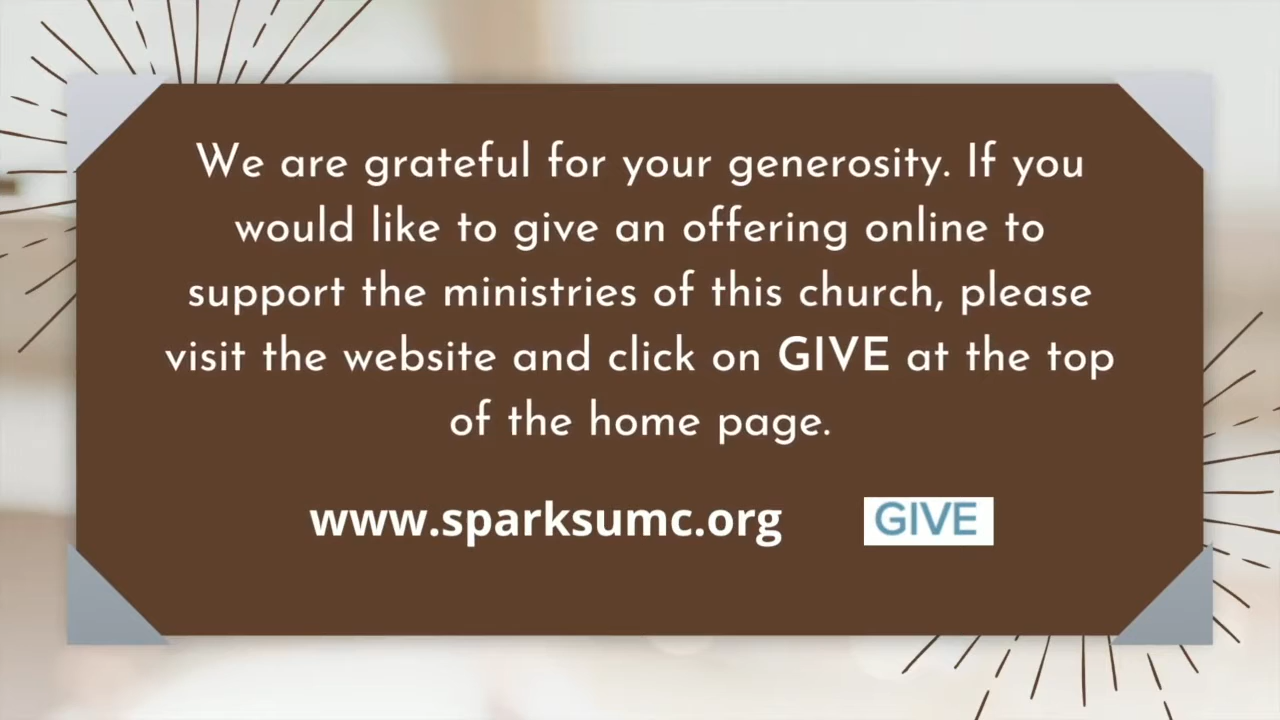 We are grateful for your generosity. If you
would like to give an offering online to
support the ministries of this church, please
visit the website and click on GIVE at the top
of the home page.
www.sparksumc.org GIVE